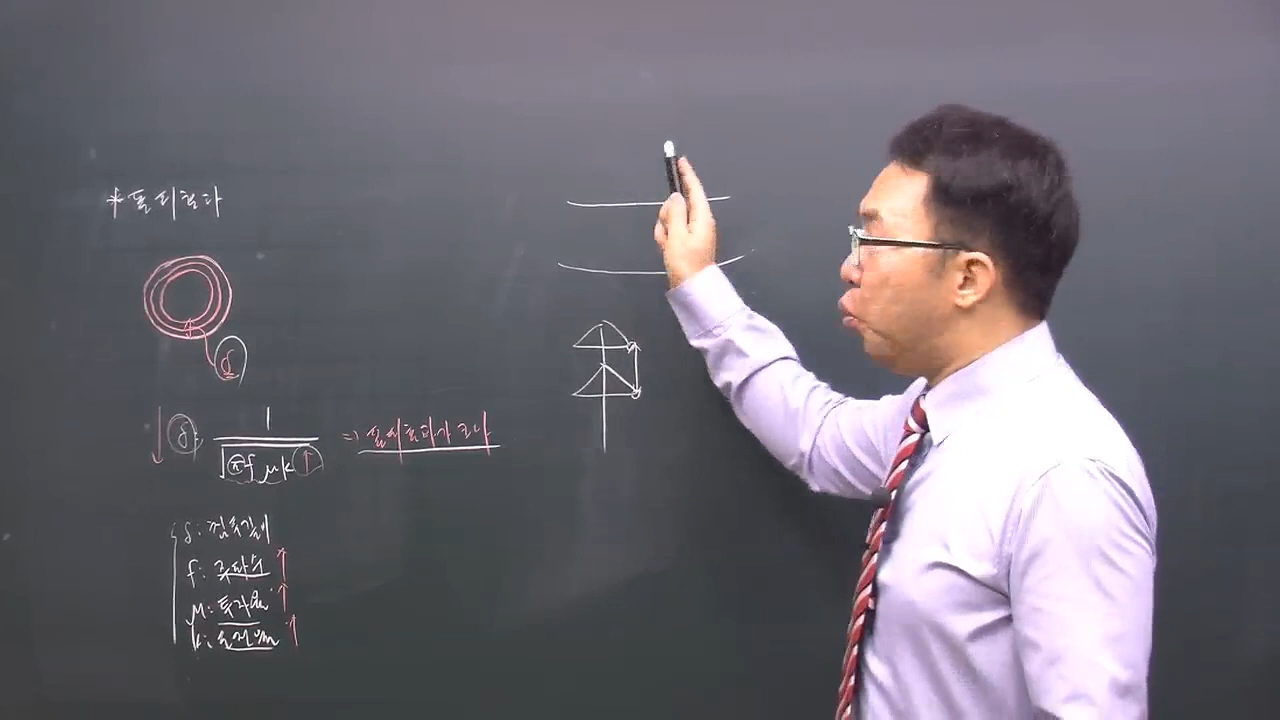 * 표피효과
δ
δ = 1/√(πfμk) ↑ ⇒ 표피효과가 크다
δ: 침투깊이
f: 주파수 ↑
μ: 투자율 ↑
k: 도전율 ↑